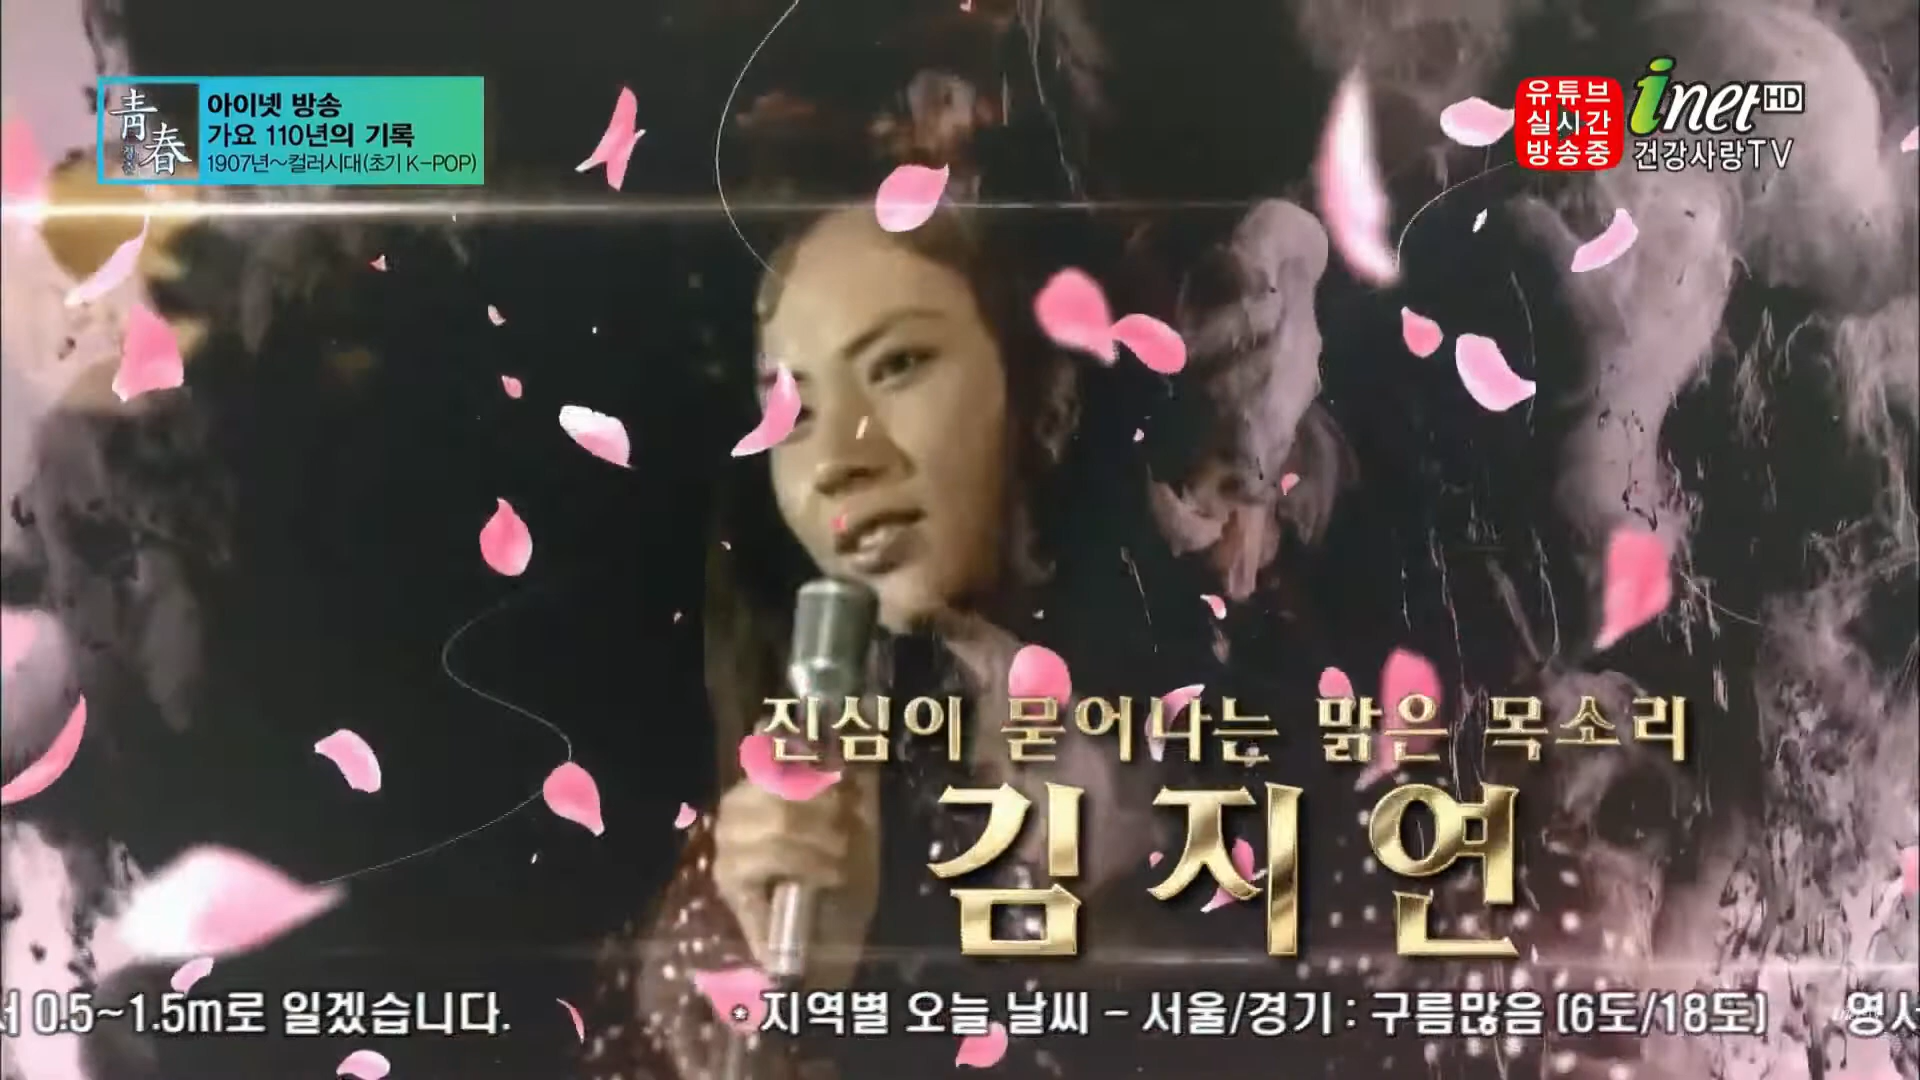 青春
청춘
아이넷 방송
가요 110년의 기록
1907년~컬러시대(초기 K-POP)
유튜브
실시간
방송중
inet HD
건강사랑TV
진심이 묻어나는 맑은 목소리
김지연
서 0.5~1.5m로 일겠습니다. * 지역별 오늘 날씨 - 서울/경기 : 구름많음 (6도/18도) 영서